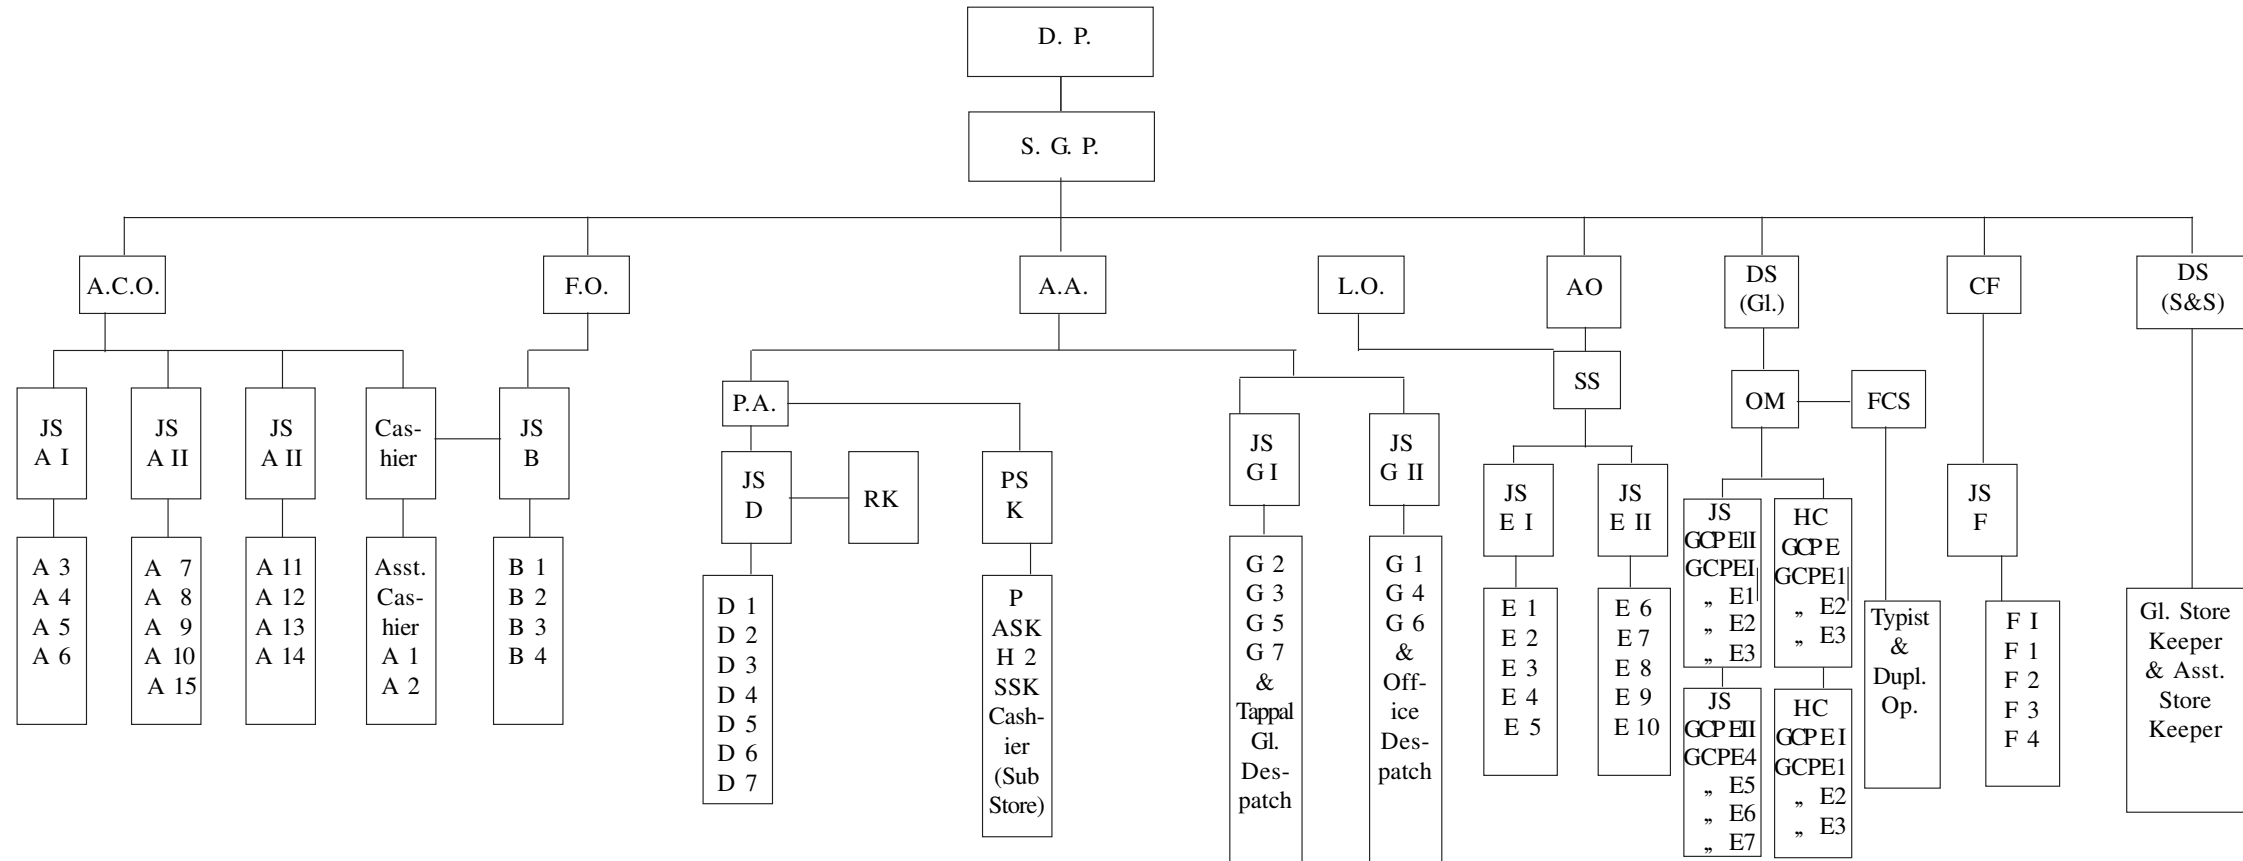 D. P.
S. G. P.
A.C.O.
F.O.
A.A.
L.O.
AO
DS
(Gl.)
CF
DS
(S&S)
JS
A I
JS
A II
JS
A II
Cas-
hier
JS
B
P.A.
SS
OM
FCS
JS
D
RK
PS
K
JS
G I
JS
G II
JS
E I
JS
E II
JS
GCPE1I
GCPEI
„ E1
„ E2
„ E3
HC
GCPE
GCPE1
„ E2
„ E3
JS
F
A 3
A 4
A 5
A 6
A 7
A 8
A 9
A 10
A 15
A 11
A 12
A 13
A 14
Asst.
Cas-
hier
A 1
A 2
B 1
B 2
B 3
B 4
D 1
D 2
D 3
D 4
D 5
D 6
D 7
P
ASK
H 2
SSK
Cash-
ier
(Sub
Store)
G 2
G 3
G 5
G 7
&
Tappal
Gl.
Des-
patch
G 1
G 4
G 6
&
Off-
ice
Des-
patch
E 1
E 2
E 3
E 4
E 5
E 6
E 7
E 8
E 9
E 10
JS
GCPEII
GCPE4
„ E5
„ E6
„ E7
HC
GCPEI
GCPE1
„ E2
„ E3
Typist
&
Dupl.
Op.
F I
F 1
F 2
F 3
F 4
Gl. Store
Keeper
& Asst.
Store
Keeper